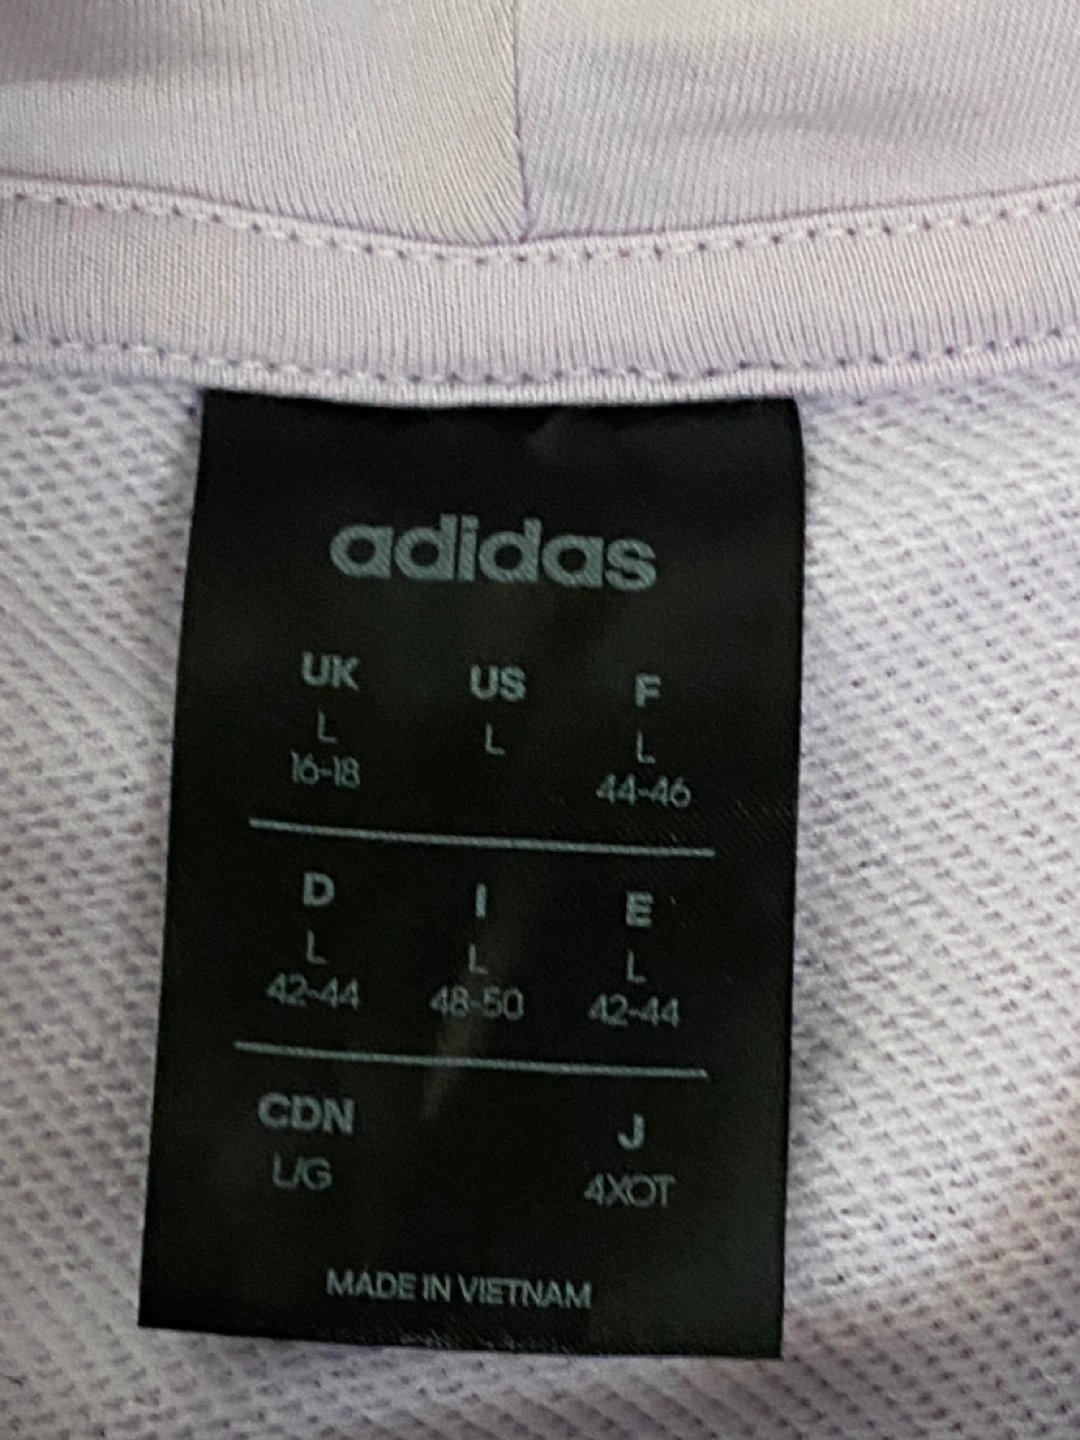 adidas
UK US F
L L L
16-18 44-46
D I E
L L L
42-44 48-50 42-44
CDN J
L/G 4XOT
MADE IN VIETNAM